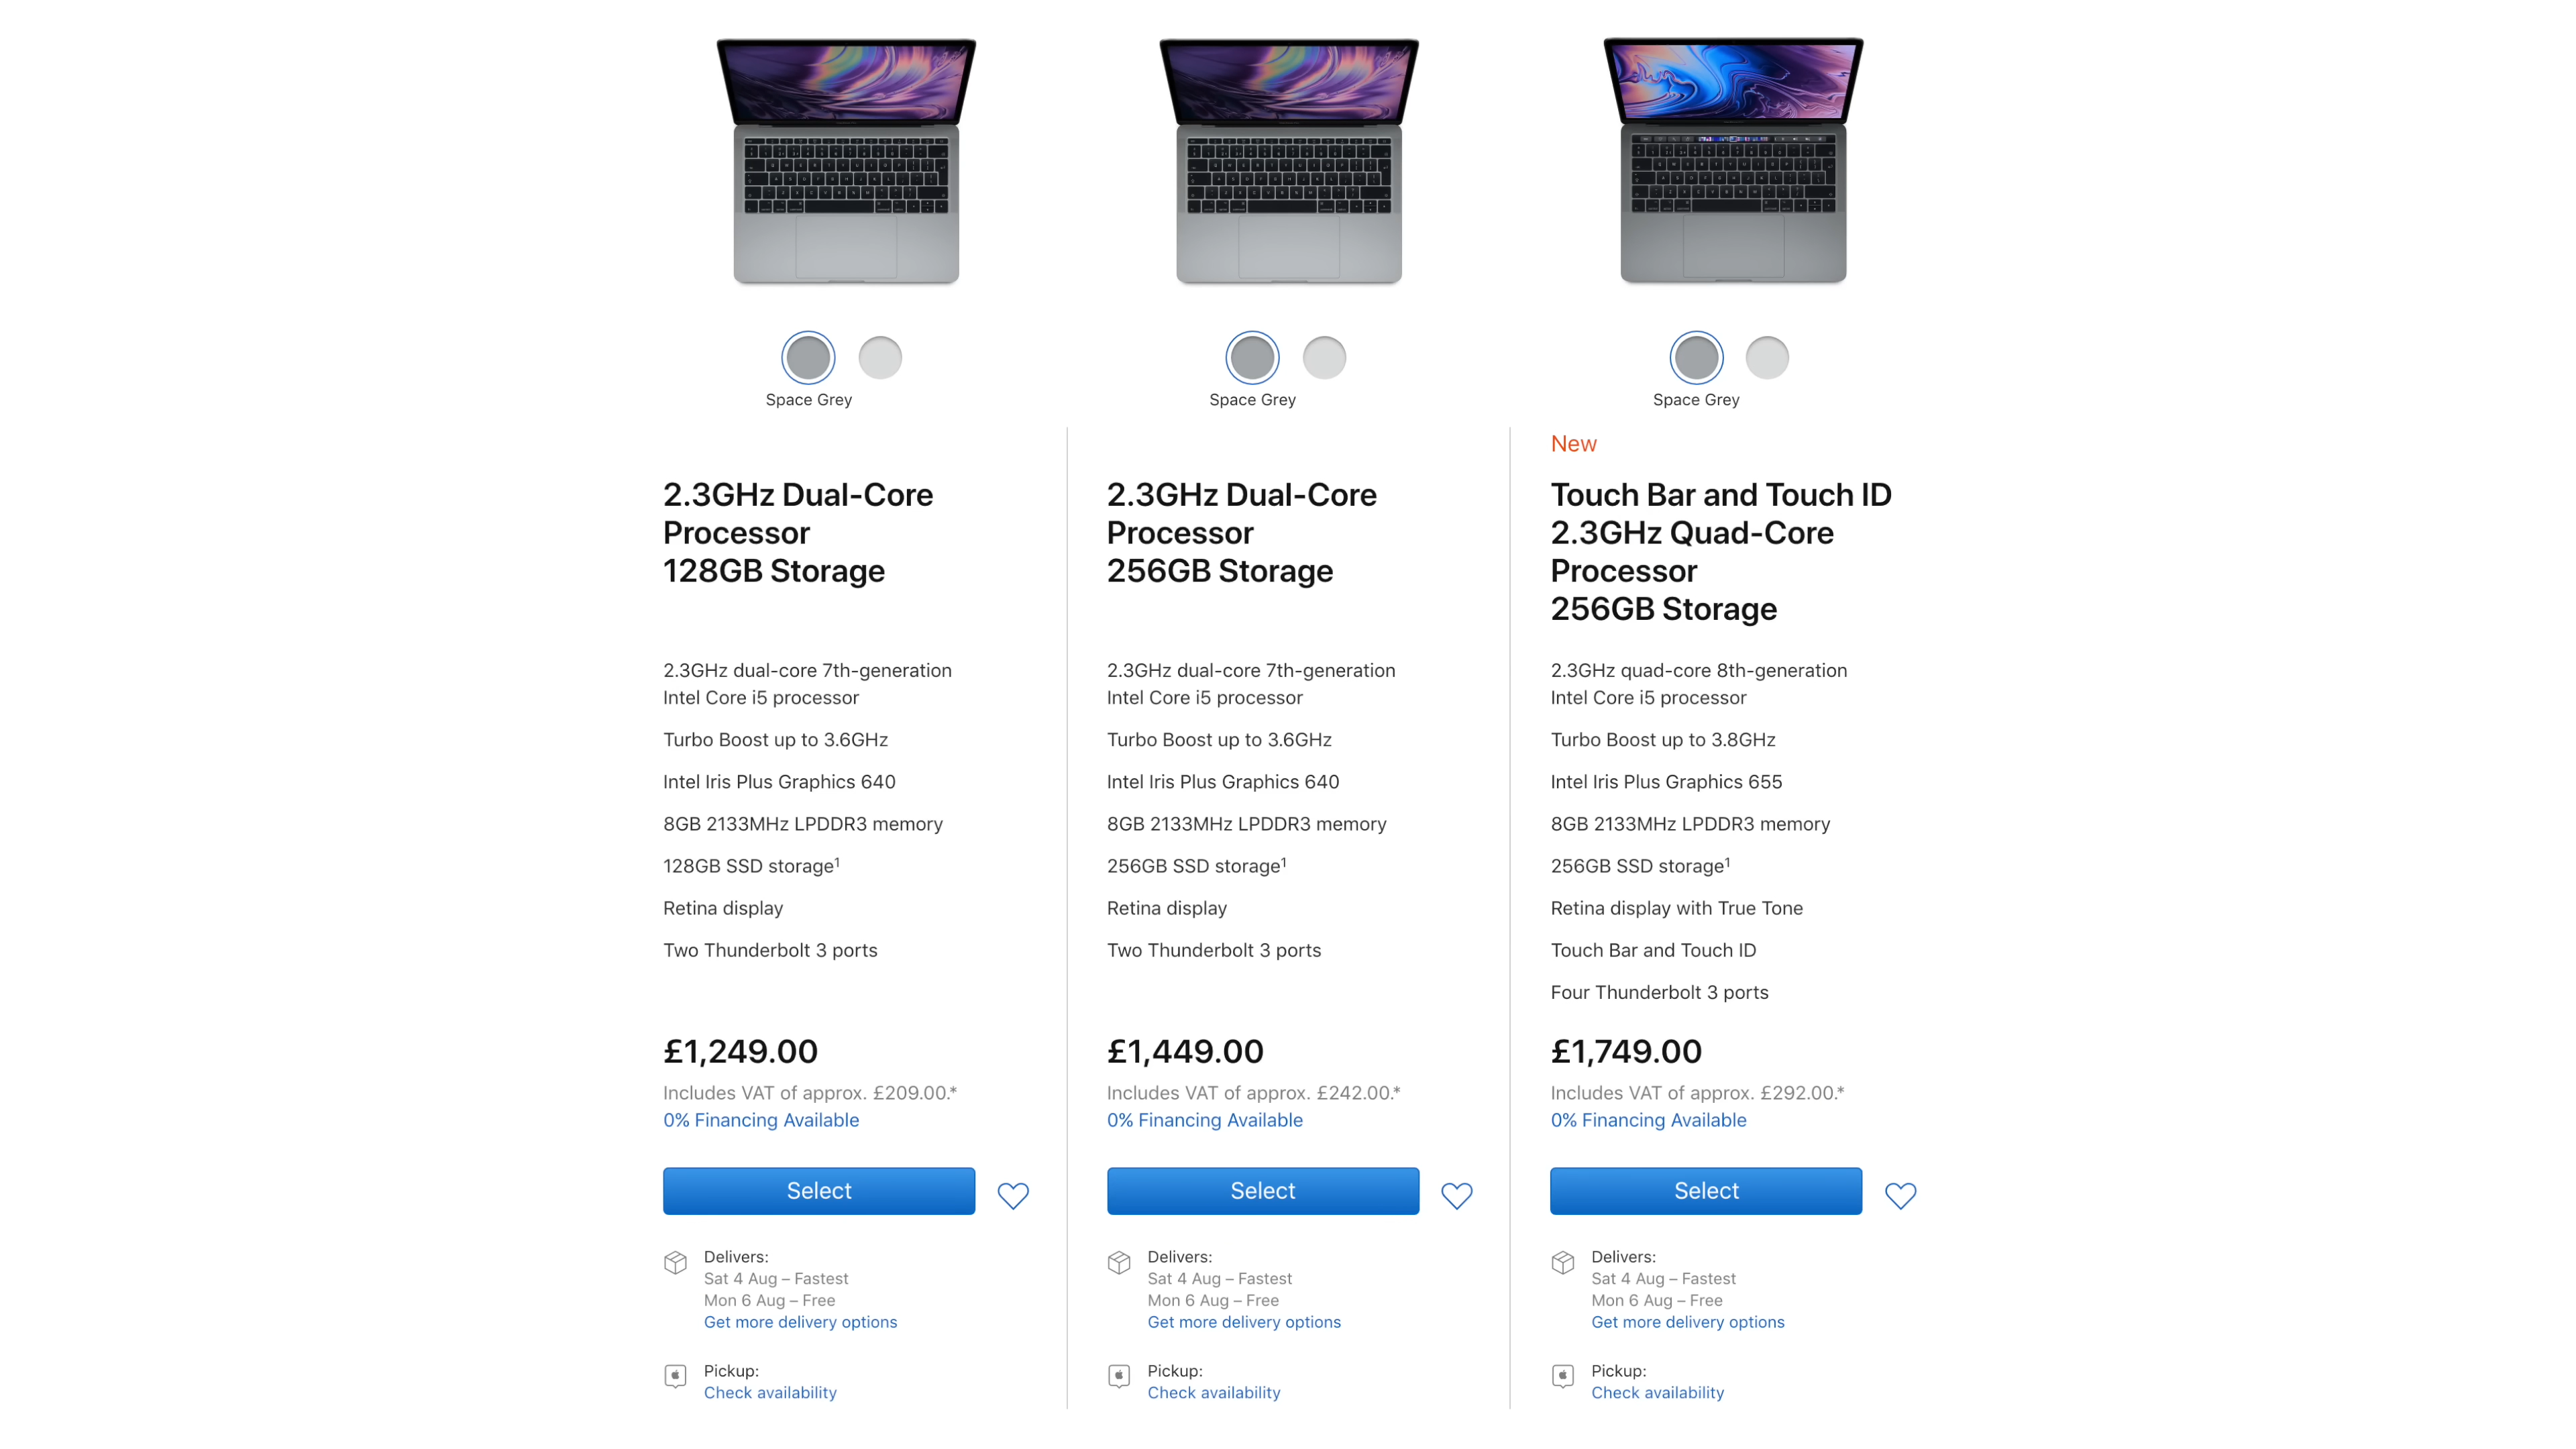 Space Grey
2.3GHz Dual-Core
Processor
128GB Storage
2.3GHz dual-core 7th-generation
Intel Core i5 processor
Turbo Boost up to 3.6GHz
Intel Iris Plus Graphics 640
8GB 2133MHz LPDDR3 memory
128GB SSD storage¹
Retina display
Two Thunderbolt 3 ports
£1,249.00
Includes VAT of approx. £209.00.*
0% Financing Available
Select
Delivers:
Sat 4 Aug – Fastest
Mon 6 Aug – Free
Get more delivery options
Pickup:
Check availability
Space Grey
2.3GHz Dual-Core
Processor
256GB Storage
2.3GHz dual-core 7th-generation
Intel Core i5 processor
Turbo Boost up to 3.6GHz
Intel Iris Plus Graphics 640
8GB 2133MHz LPDDR3 memory
256GB SSD storage¹
Retina display
Two Thunderbolt 3 ports
£1,449.00
Includes VAT of approx. £242.00.*
0% Financing Available
Select
Delivers:
Sat 4 Aug – Fastest
Mon 6 Aug – Free
Get more delivery options
Pickup:
Check availability
Space Grey
New
Touch Bar and Touch ID
2.3GHz Quad-Core
Processor
256GB Storage
2.3GHz quad-core 8th-generation
Intel Core i5 processor
Turbo Boost up to 3.8GHz
Intel Iris Plus Graphics 655
8GB 2133MHz LPDDR3 memory
256GB SSD storage¹
Retina display with True Tone
Touch Bar and Touch ID
Four Thunderbolt 3 ports
£1,749.00
Includes VAT of approx. £292.00.*
0% Financing Available
Select
Delivers:
Sat 4 Aug – Fastest
Mon 6 Aug – Free
Get more delivery options
Pickup:
Check availability